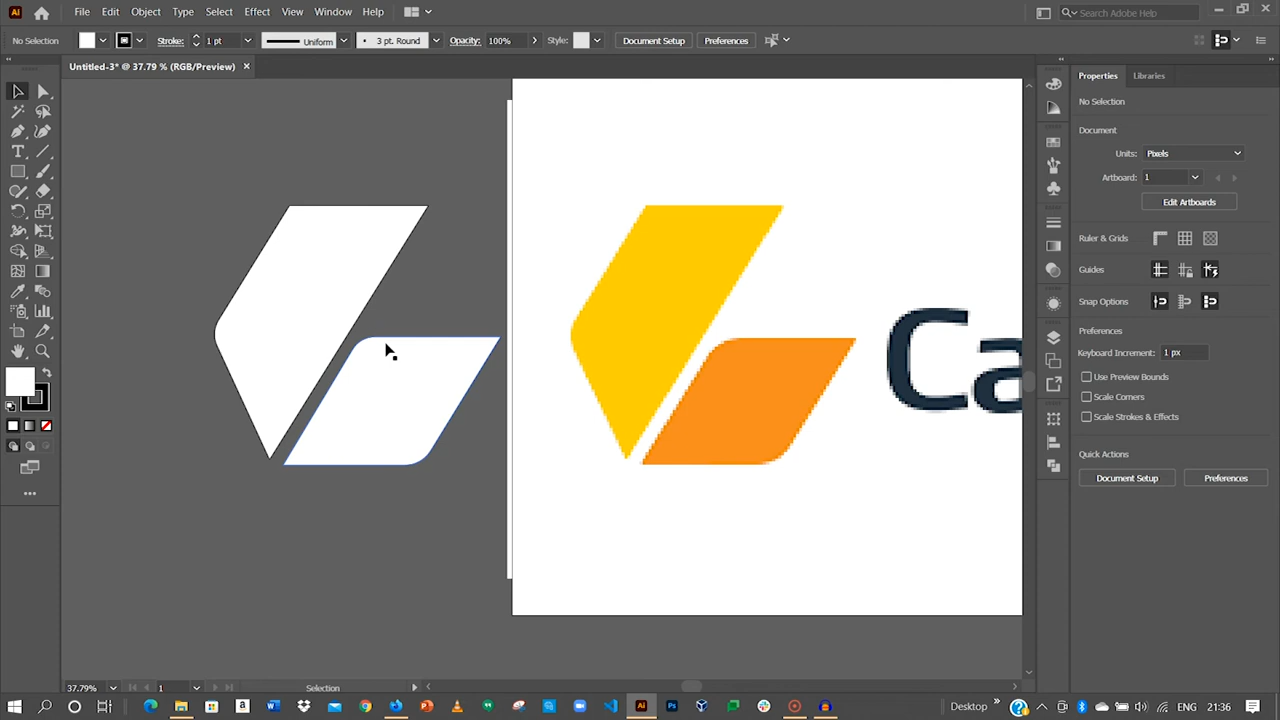 Ai File Edit Object Type Select Effect View Window Help Search Adobe Help
No Selection Stroke: 1 pt Uniform 3 pt. Round Opacity: 100% Style: Document Setup Preferences
Untitled-3* @ 37.79 % (RGB/Preview)
Properties Libraries
No Selection
Document
Units: Pixels
Artboard: 1
Edit Artboards
Ruler & Grids
Guides
Snap Options
Preferences
Keyboard Increment: 1 px
Use Preview Bounds
Scale Corners
Scale Strokes & Effects
Quick Actions
Document Setup Preferences
Ca
37.79% 1 Selection
Desktop ENG 21:36